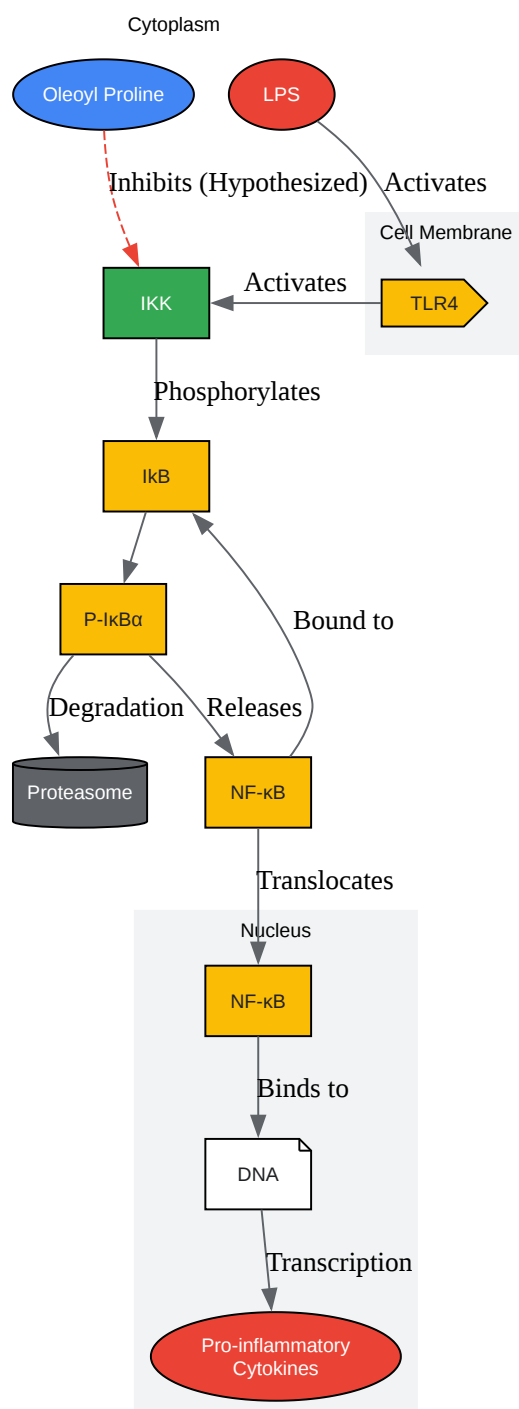 Cytoplasm
Oleoyl Proline
LPS
Inhibits (Hypothesized)
Activates
Cell Membrane
Activates
IKK
TLR4
Phosphorylates
IkB
P-IκBα
Bound to
Degradation
Releases
Proteasome
NF-κB
Translocates
Nucleus
NF-κB
Binds to
DNA
Transcription
Pro-inflammatory
Cytokines